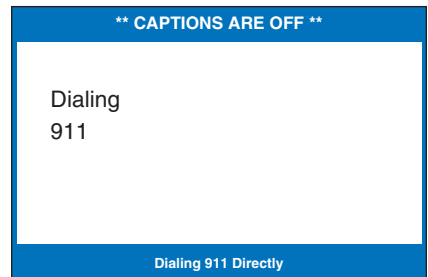 ** CAPTIONS ARE OFF **
Dialing
911
Dialing 911 Directly